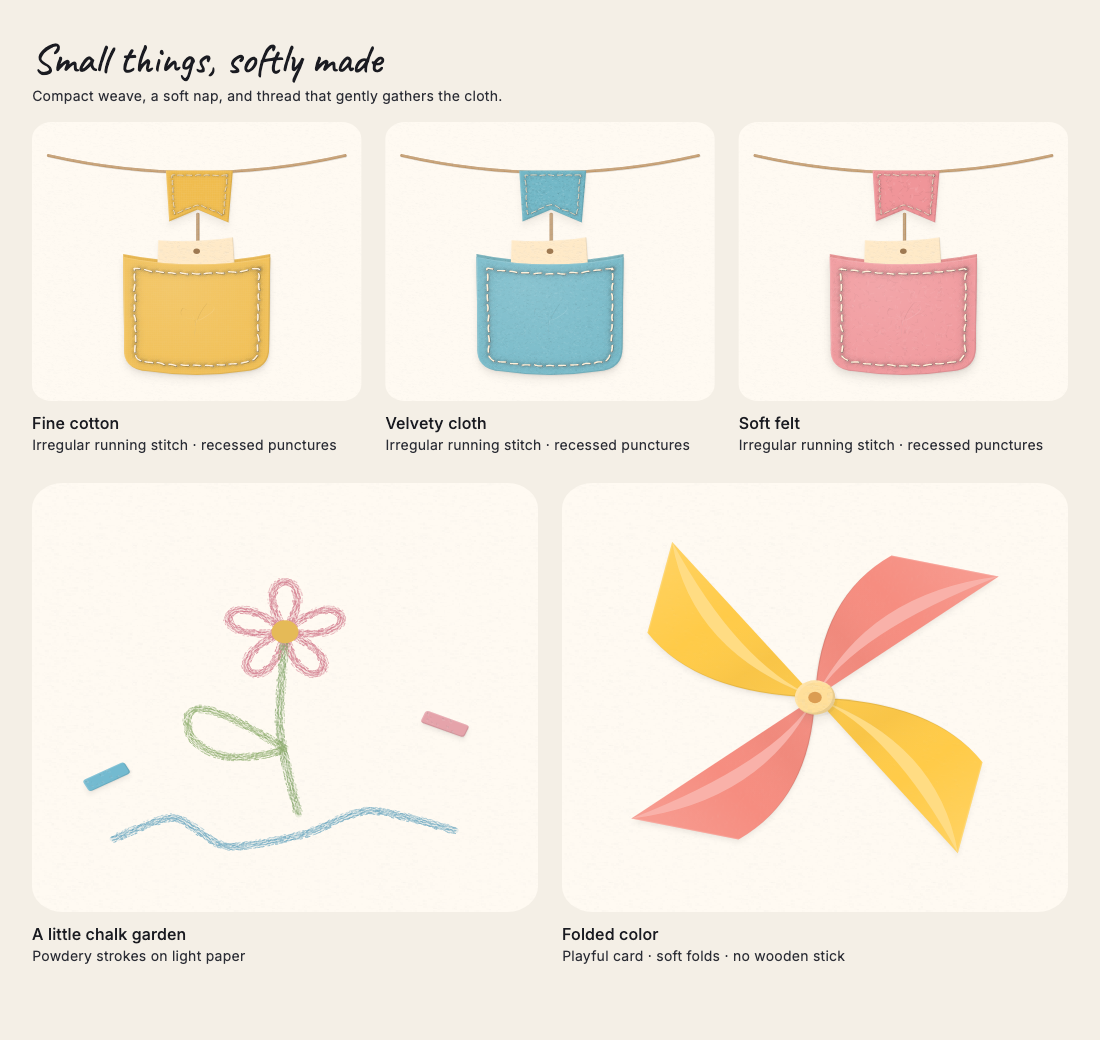 Small things, softly made
Compact weave, a soft nap, and thread that gently gathers the cloth.
Fine cotton
Irregular running stitch · recessed punctures
Velvety cloth
Irregular running stitch · recessed punctures
Soft felt
Irregular running stitch · recessed punctures
A little chalk garden
Powdery strokes on light paper
Folded color
Playful card · soft folds · no wooden stick